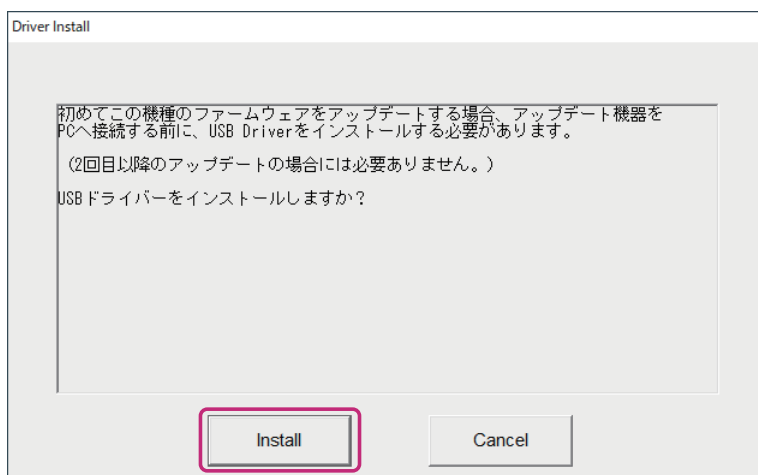 Driver Install
初めてこの機種のファームウェアをアップデートする場合、アップデート機器を
PCへ接続する前に、USB Driverをインストールする必要があります。
（2回目以降のアップデートの場合には必要ありません。）
USBドライバーをインストールしますか？
Install
Cancel